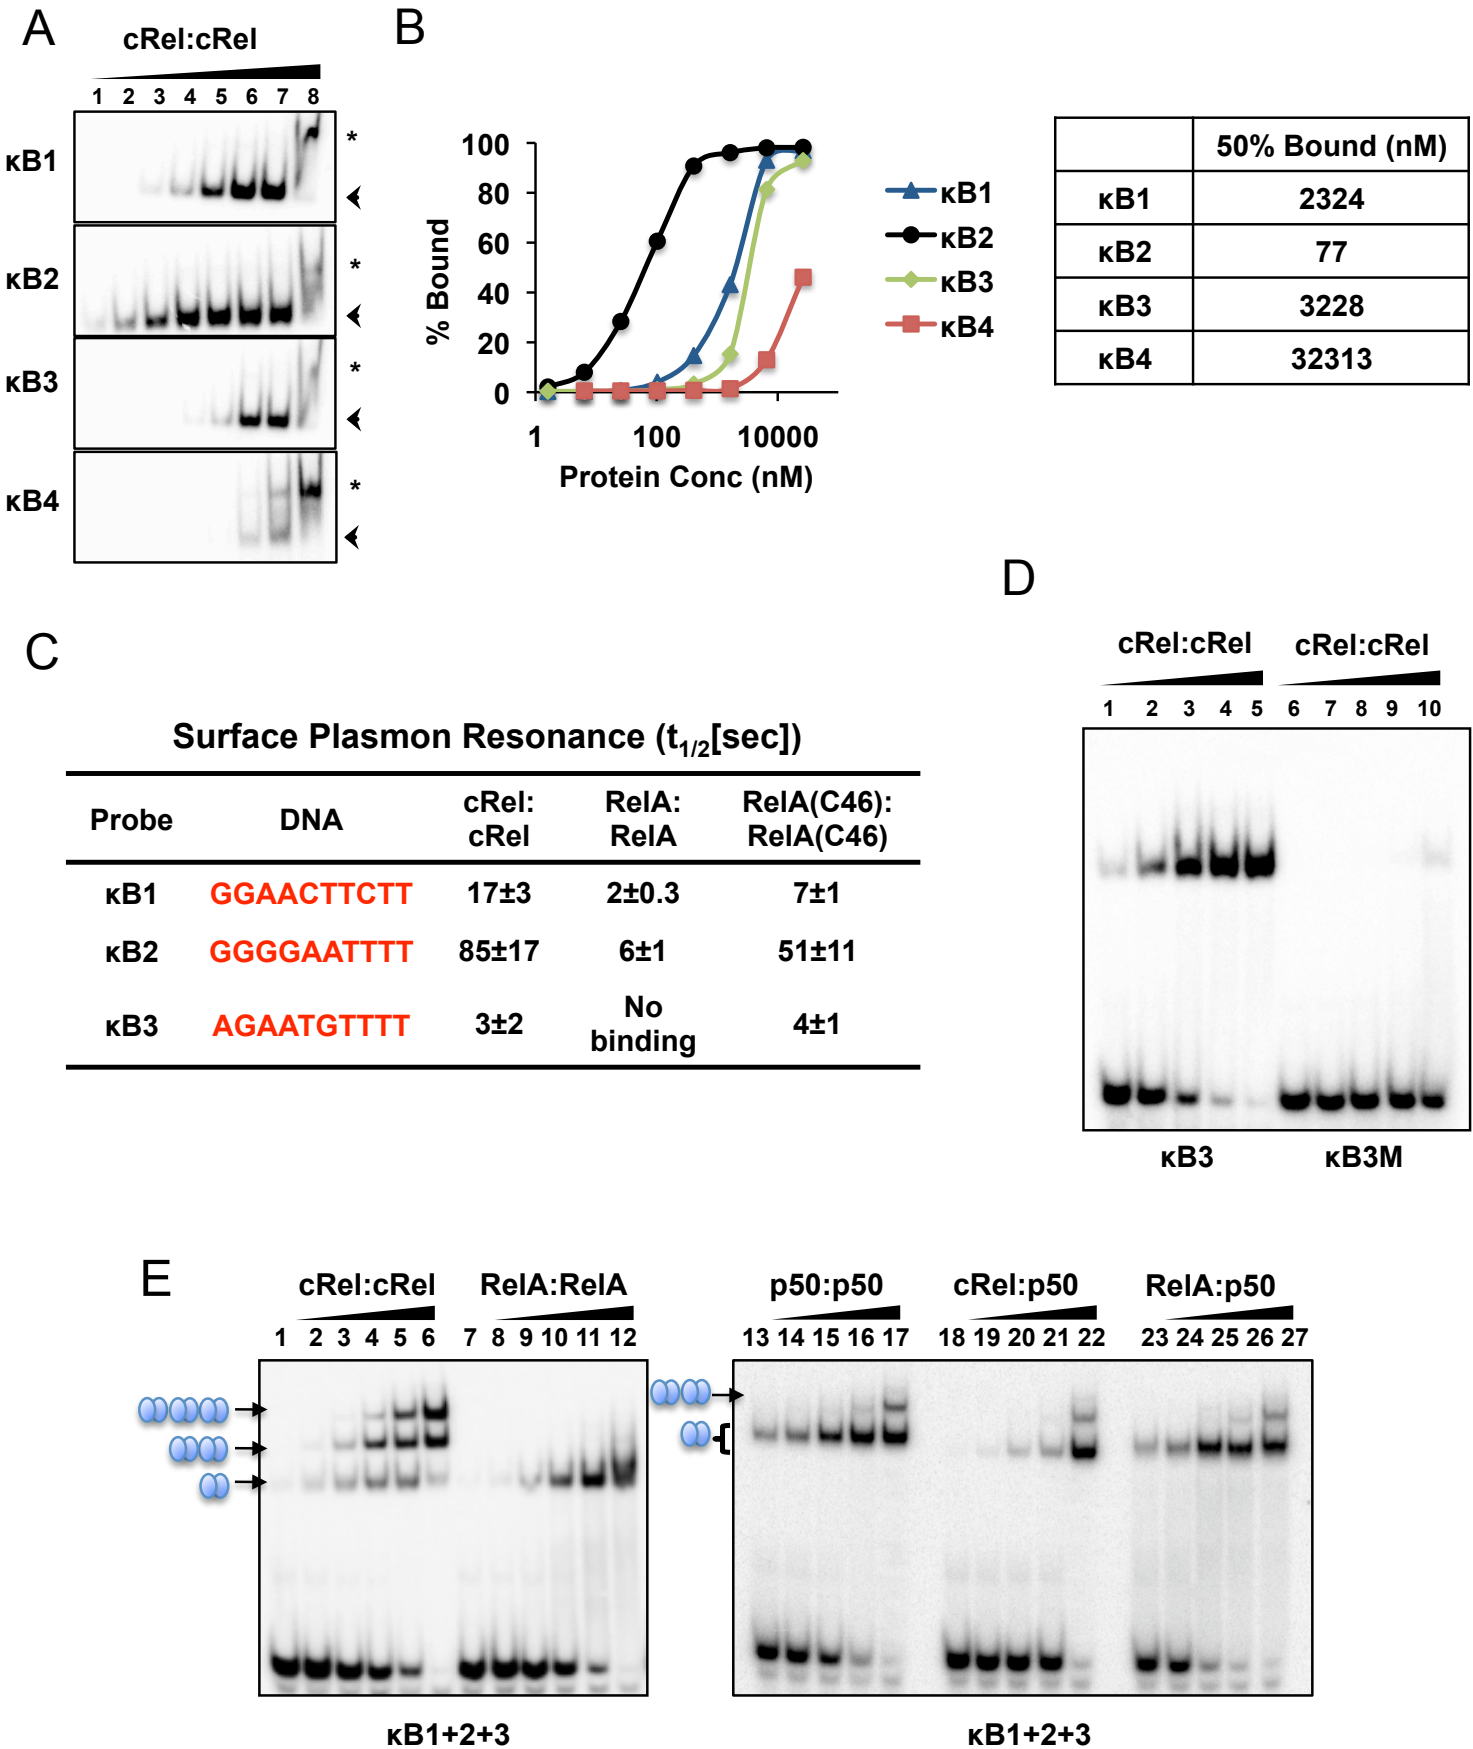 A
cRel:cRel
1 2 3 4 5 6 7 8
κB1
*
κB2
*
κB3
*
κB4
*
B
100
80
60
40
20
0
% Bound
1 100 10000
Protein Conc (nM)
κB1
κB2
κB3
κB4
50% Bound (nM)
κB1 2324
κB2 77
κB3 3228
κB4 32313
C
Surface Plasmon Resonance (t1/2[sec])
Probe DNA cRel: cRel RelA: RelA RelA(C46): RelA(C46)
κB1 GGAACTTCTT 17±3 2±0.3 7±1
κB2 GGGGAATTTT 85±17 6±1 51±11
κB3 AGAATGTTTT 3±2 No binding 4±1
D
cRel:cRel cRel:cRel
1 2 3 4 5 6 7 8 9 10
κB3 κB3M
E
cRel:cRel RelA:RelA
1 2 3 4 5 6 7 8 9 10 11 12
κB1+2+3
p50:p50 cRel:p50 RelA:p50
13 14 15 16 17 18 19 20 21 22 23 24 25 26 27
κB1+2+3